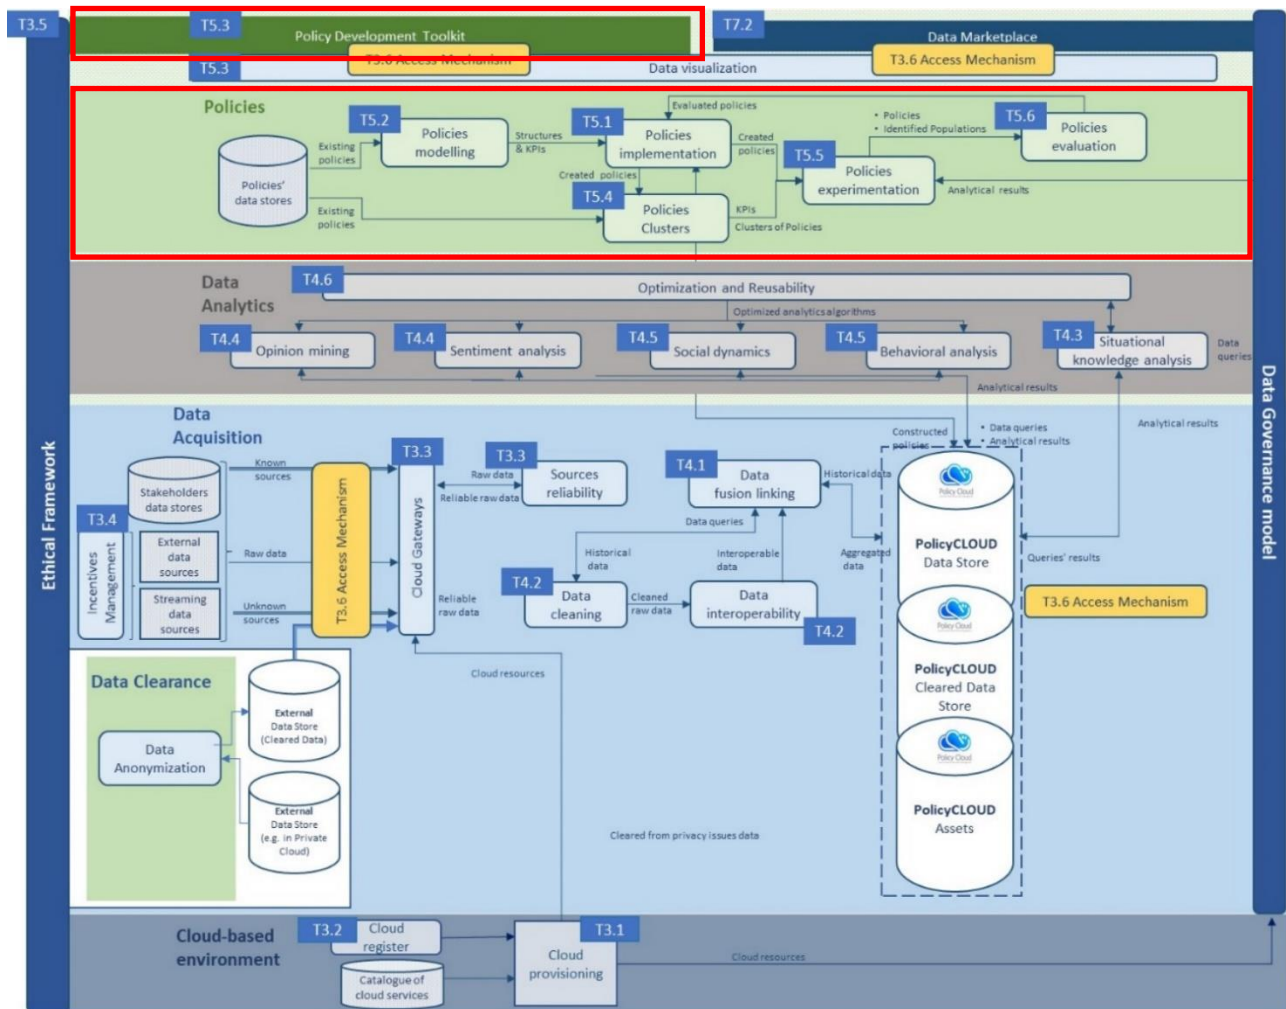 T3.5
T5.3
Policy Development Toolkit
T7.2
Data Marketplace
T3.6 Access Mechanism
T3.6 Access Mechanism
T5.3
Data visualization
Policies
Policies'
data stores
Existing
policies
Existing
policies
T5.2
Policies
modelling
Structures
& KPIs
T5.1
Policies
implementation
Evaluated policies
Created
policies
Created policies
T5.4
Policies
Clusters
KPIs
Clusters of Policies
T5.5
Policies
experimentation
• Policies
• Identified Populations
T5.6
Policies
evaluation
Analytical results
Data
Analytics
T4.6
Optimization and Reusability
Optimized analytics algorithms
T4.4
Opinion mining
T4.4
Sentiment analysis
T4.5
Social dynamics
T4.5
Behavioral analysis
T4.3
Situational
knowledge analysis
Data
queries
Analytical results
Analytical results
Ethical Framework
Data Governance model
Data
Acquisition
Stakeholders
data stores
T3.4
Incentives
Management
External
data
sources
Streaming
data
sources
Known
sources
Raw data
Unknown
sources
T3.6 Access Mechanism
T3.3
Cloud Gateways
Raw data
Reliable raw data
T3.3
Sources
reliability
Reliable
raw data
T4.1
Data
fusion linking
Historical data
Data queries
Historical
data
Interoperable
data
Aggregated
data
T4.2
Data
cleaning
Cleaned
raw data
Data
interoperability
T4.2
Constructed
policies
• Data queries
• Analytical results
Policy Cloud
PolicyCLOUD
Data Store
Policy Cloud
PolicyCLOUD
Cleared Data
Store
Policy Cloud
PolicyCLOUD
Assets
Queries' results
T3.6 Access Mechanism
Data Clearance
Data
Anonymization
External
Data Store
(Cleared Data)
External
Data Store
(e.g. in Private
Cloud)
Cloud resources
Cleared from privacy issues data
Cloud-based
environment
T3.2
Cloud
register
Catalogue of
cloud services
T3.1
Cloud
provisioning
Cloud resources